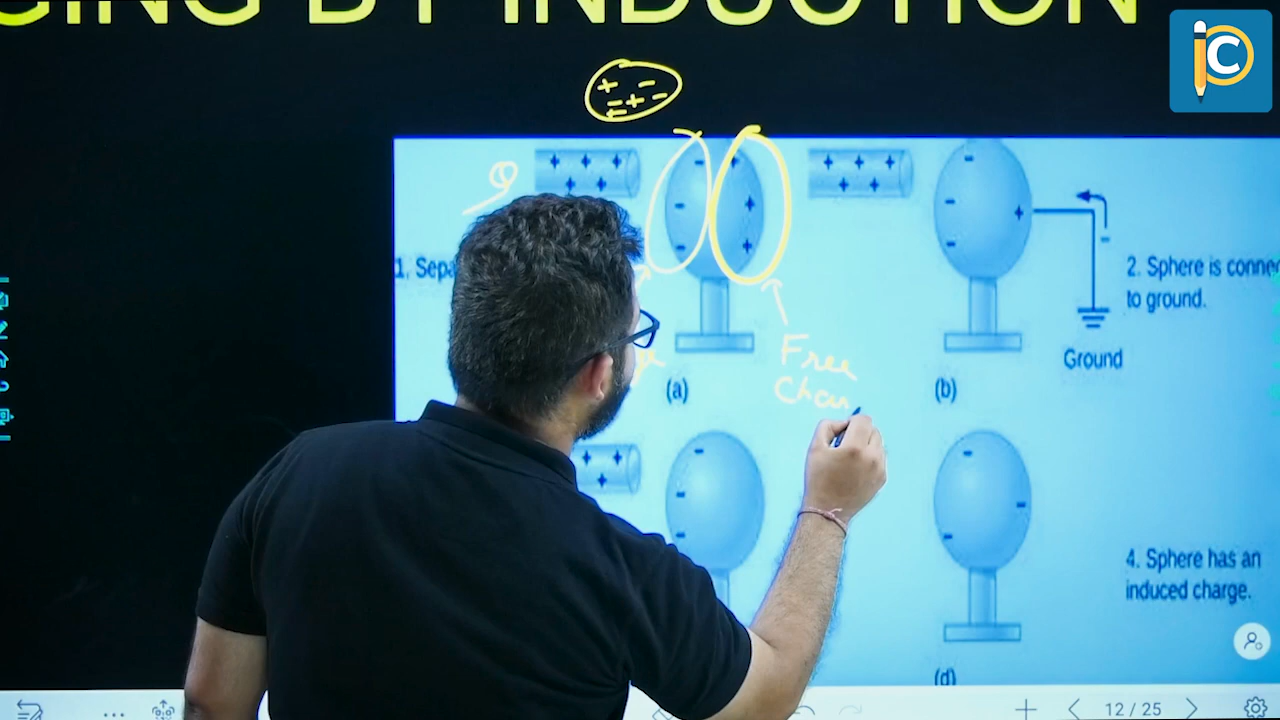 GING BY INDUCTION
1. Sepa
2. Sphere is connec
to ground.
Ground
Free
Char
(a)
(b)
4. Sphere has an
induced charge.
(d)
12 / 25